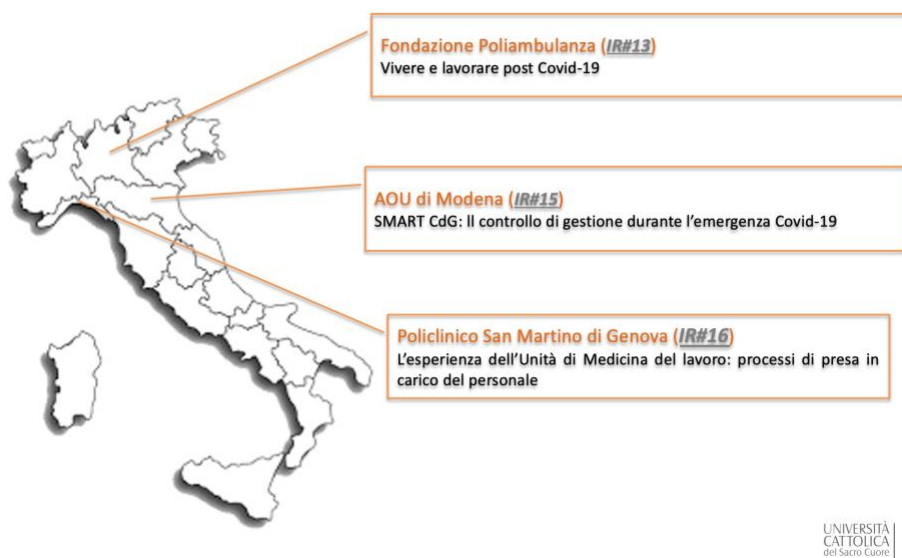 Fondazione Poliambulanza (IR#13)
Vivere e lavorare post Covid-19
AOU di Modena (IR#15)
SMART CdG: Il controllo di gestione durante l’emergenza Covid-19
Policlinico San Martino di Genova (IR#16)
L’esperienza dell’Unità di Medicina del lavoro: processi di presa in
carico del personale
UNIVERSITÀ
CATTOLICA
del Sacro Cuore